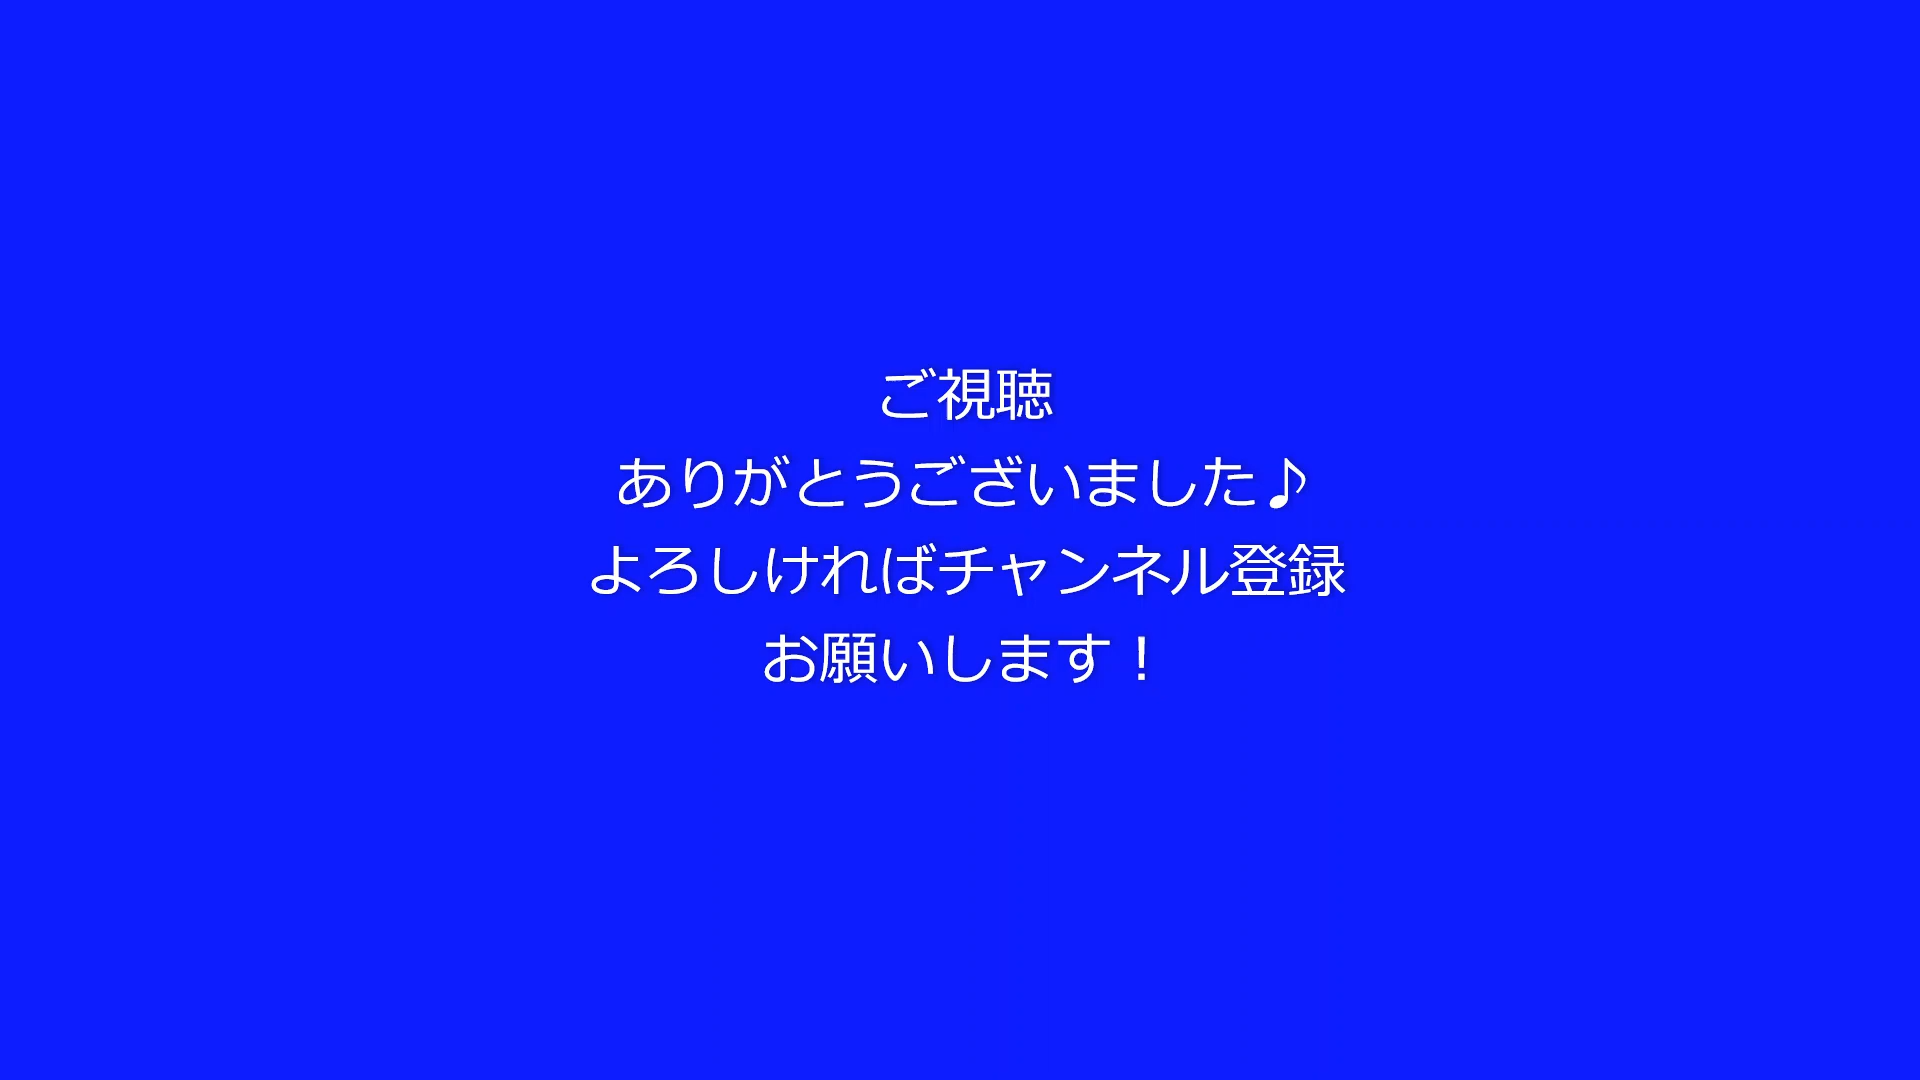 ご視聴
ありがとうございました♪
よろしければチャンネル登録
お願いします！